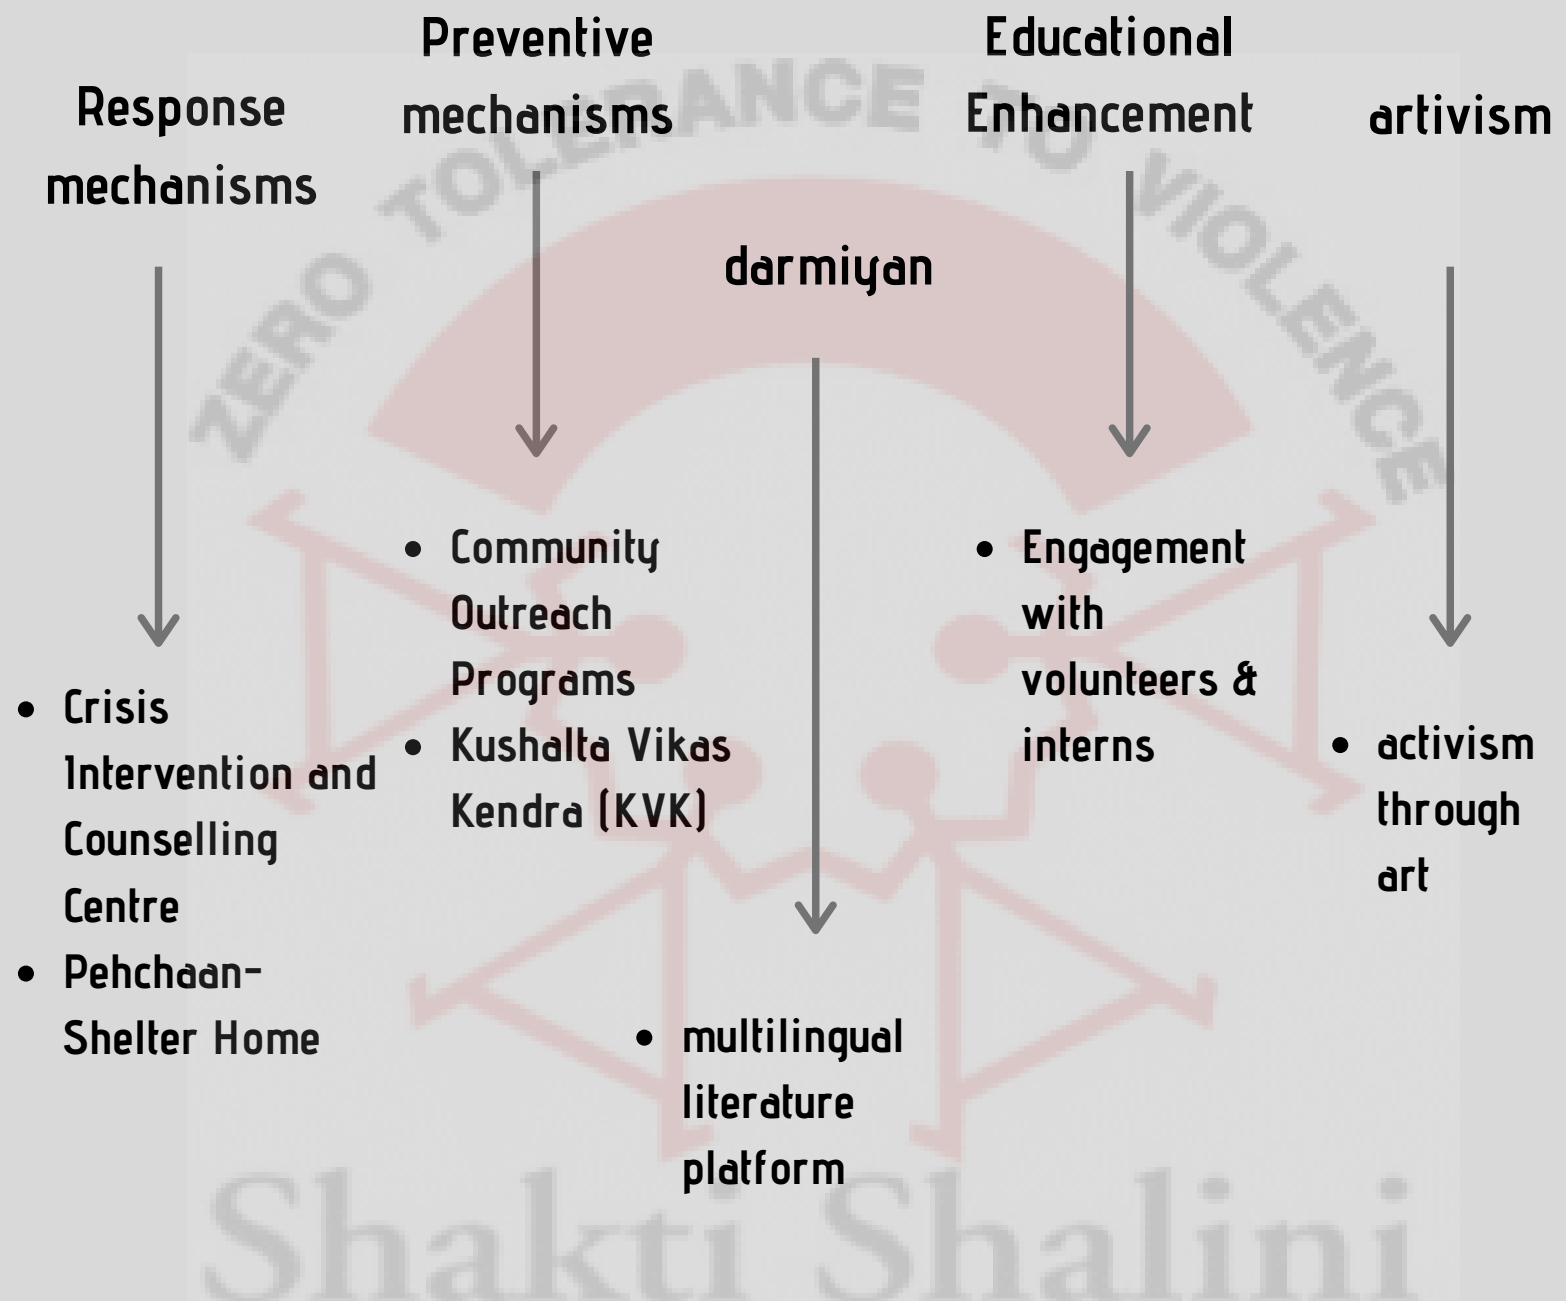 Response
mechanisms
Crisis
Intervention and
Counselling
Centre
Pehchaan-
Shelter Home
Preventive
mechanisms
Community
Outreach
Programs
Kushalta Vikas
Kendra (KVK)
darmiyan
multilingual
literature
platform
Educational
Enhancement
Engagement
with
volunteers &
interns
artivism
activism
through
art
ZERO TOLERANCE TO VIOLENCE
Shakti Shalini